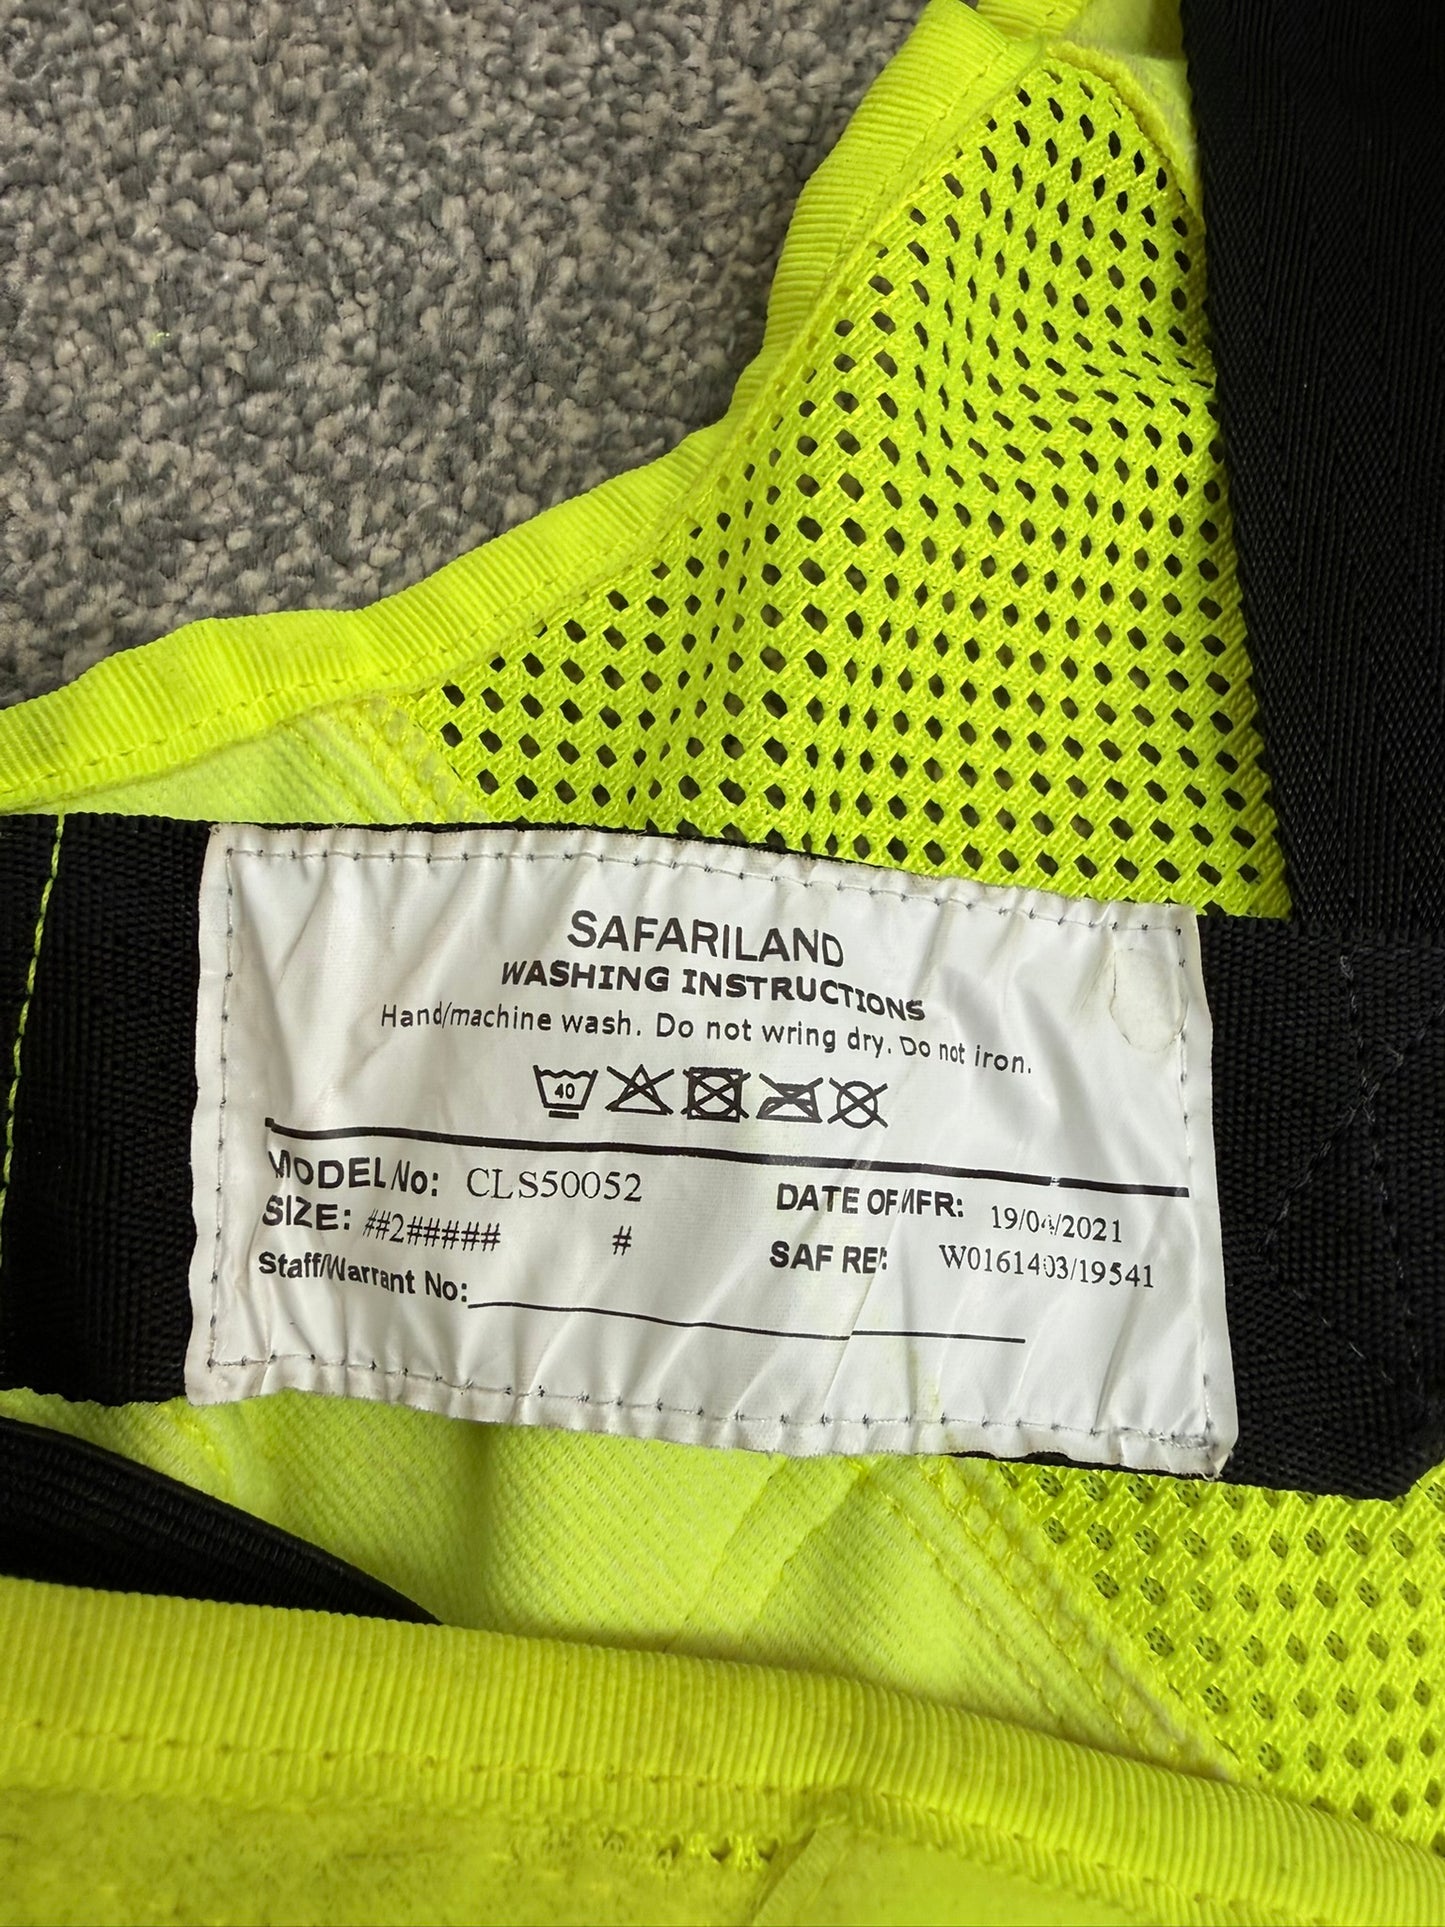 SAFARILAND
WASHING INSTRUCTIONS
Hand/machine wash. Do not wring dry. Do not iron.
40
MODEL No: CLS50052
DATE OF MFR: 19/04/2021
SIZE: ##2##### #
SAF REF: W0161403/19541
Staff/Warrant No: